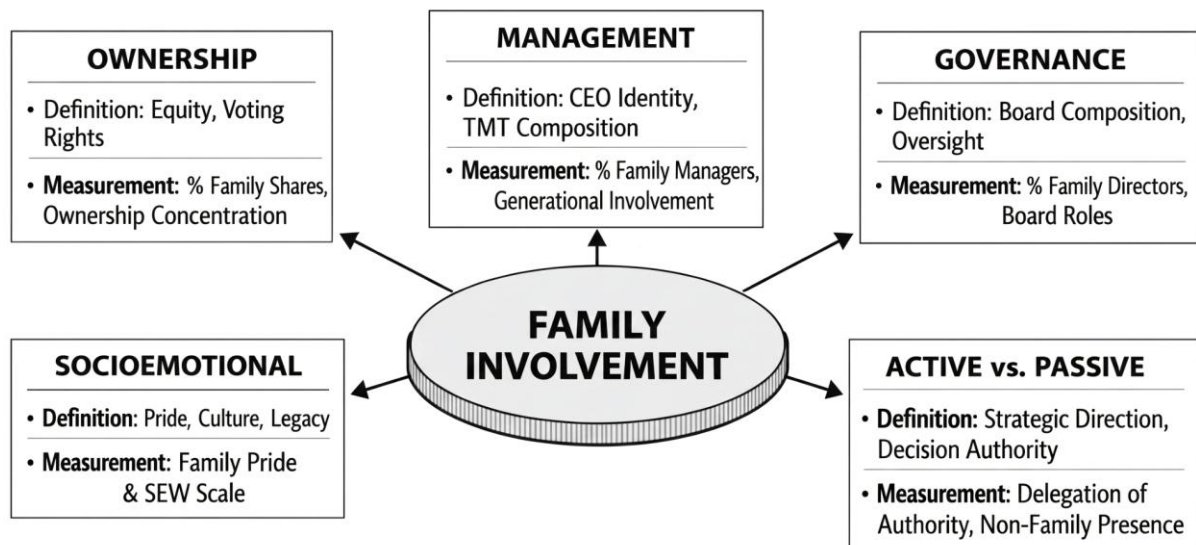 OWNERSHIP
• Definition: Equity, Voting
Rights
• Measurement: % Family Shares,
Ownership Concentration
MANAGEMENT
• Definition: CEO Identity,
TMT Composition
• Measurement: % Family Managers,
Generational Involvement
GOVERNANCE
• Definition: Board Composition,
Oversight
• Measurement: % Family Directors,
Board Roles
FAMILY
INVOLVEMENT
SOCIOEMOTIONAL
• Definition: Pride, Culture, Legacy
• Measurement: Family Pride
& SEW Scale
ACTIVE vs. PASSIVE
• Definition: Strategic Direction,
Decision Authority
• Measurement: Delegation of
Authority, Non-Family Presence